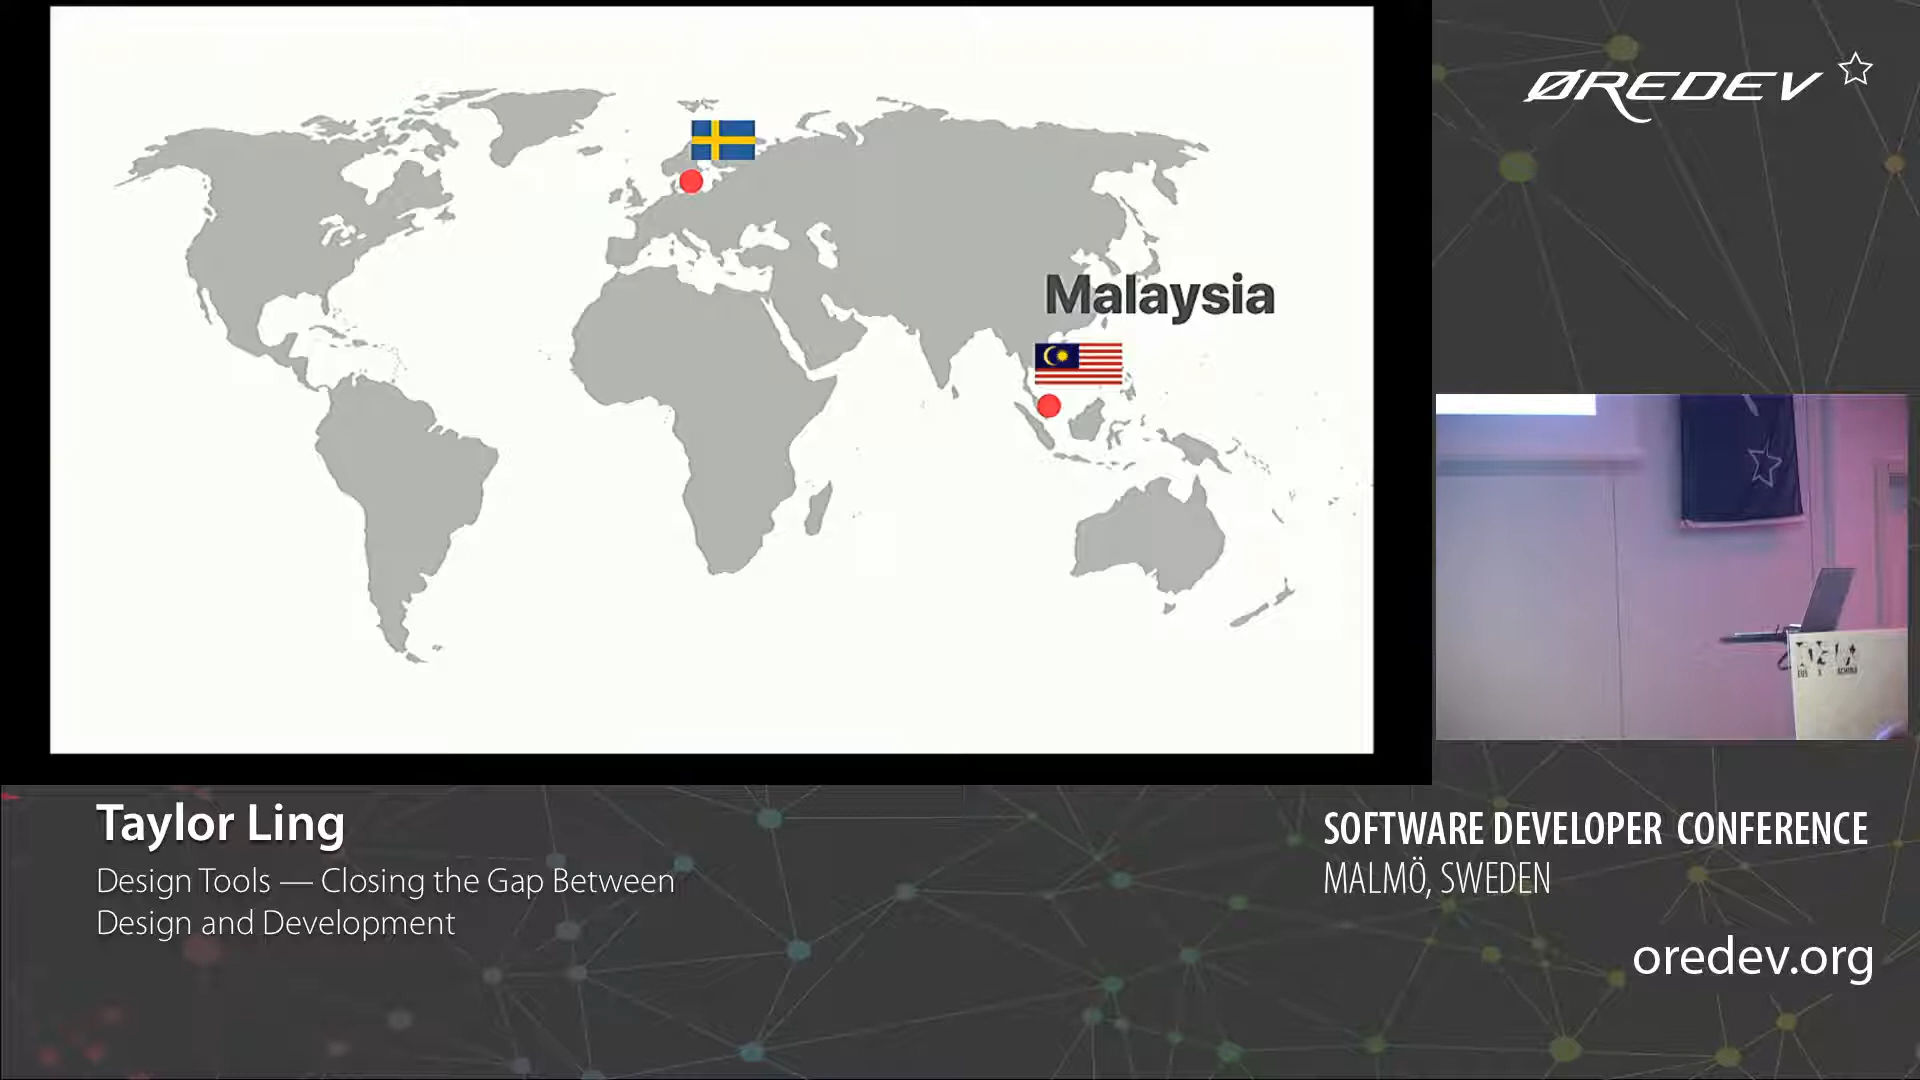 ØREDEV
Malaysia
Taylor Ling
Design Tools — Closing the Gap Between
Design and Development
SOFTWARE DEVELOPER CONFERENCE
MALMÖ, SWEDEN
oredev.org